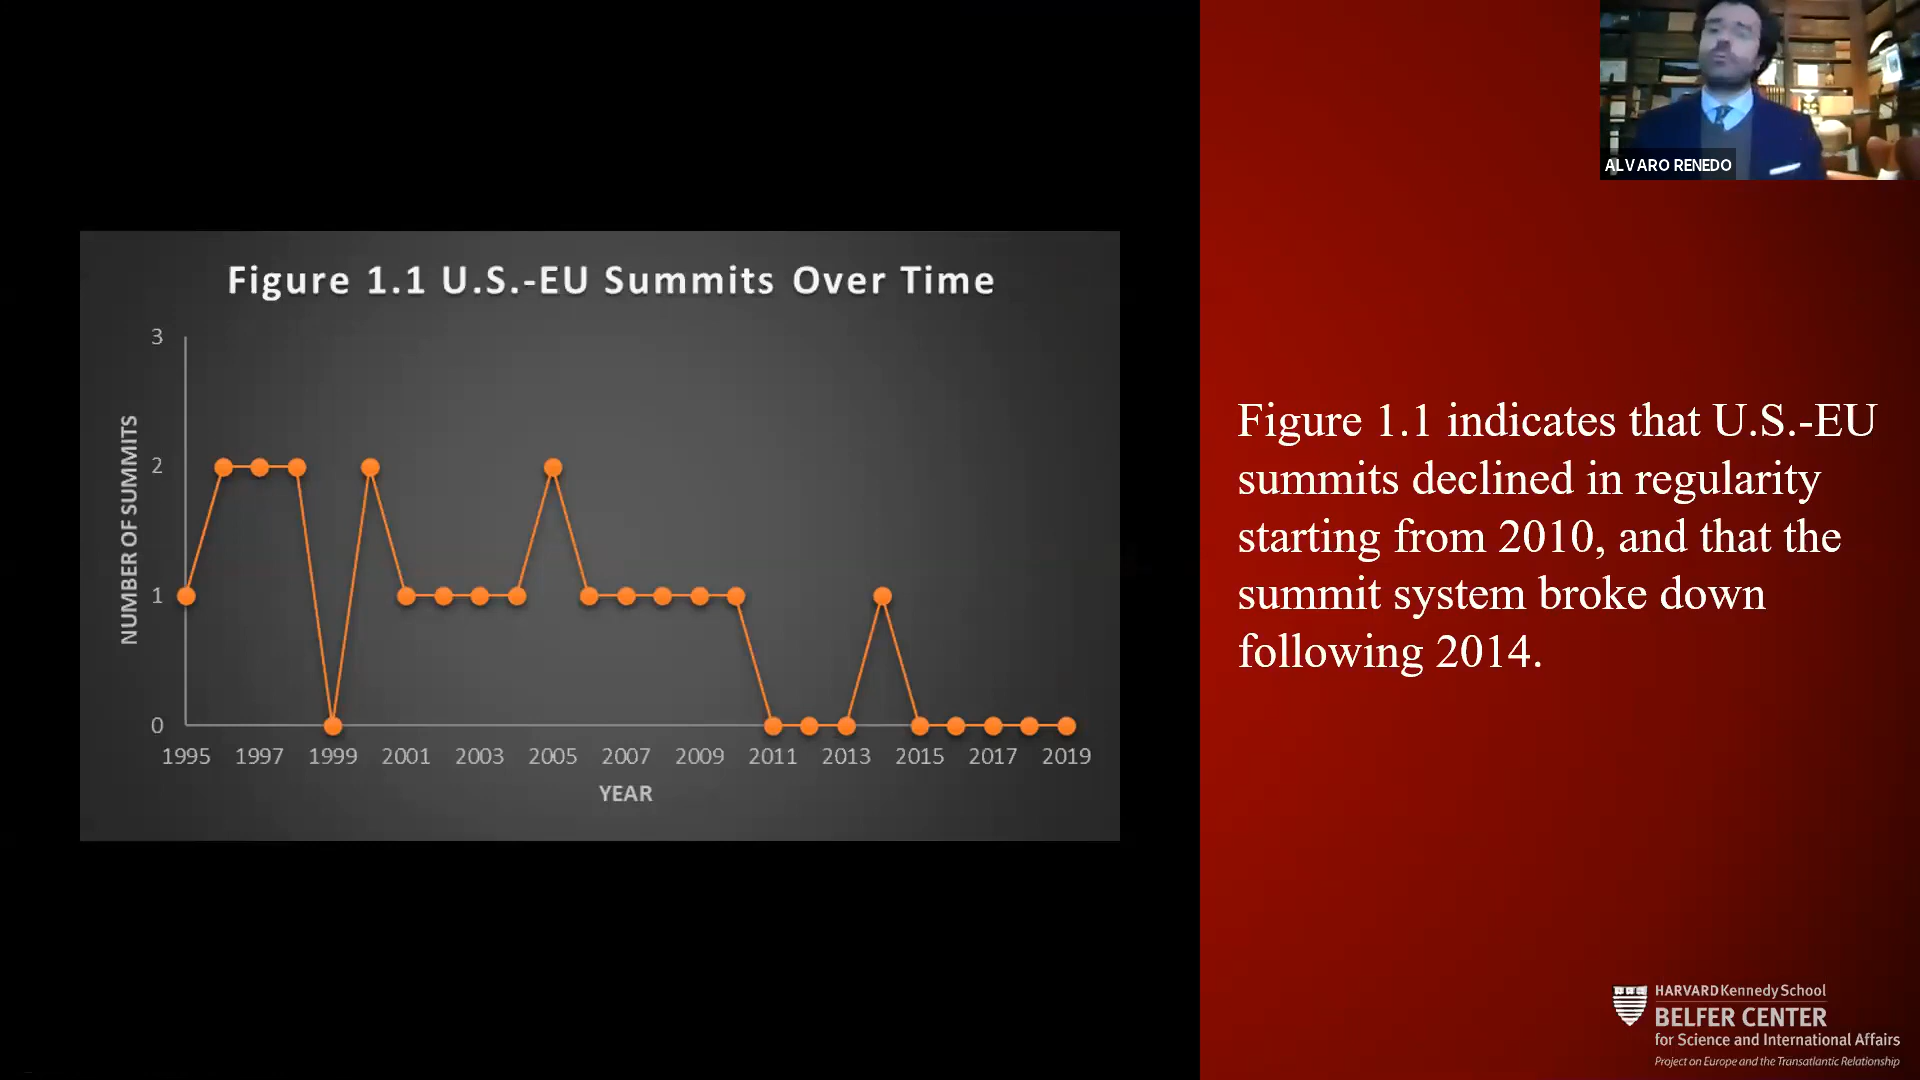 ALVARO RENEDO
Figure 1.1 U.S.-EU Summits Over Time
NUMBER OF SUMMITS
3
2
1
0
1995 1997 1999 2001 2003 2005 2007 2009 2011 2013 2015 2017 2019
YEAR
Figure 1.1 indicates that U.S.-EU
summits declined in regularity
starting from 2010, and that the
summit system broke down
following 2014.
HARVARD Kennedy School
BELFER CENTER
for Science and International Affairs
Project on Europe and the Transatlantic Relationship